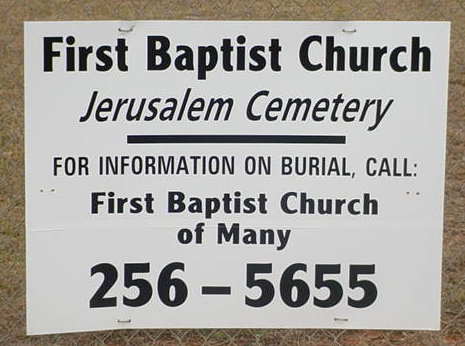 First Baptist Church
Jerusalem Cemetery
FOR INFORMATION ON BURIAL, CALL:
First Baptist Church
of Many
256-5655